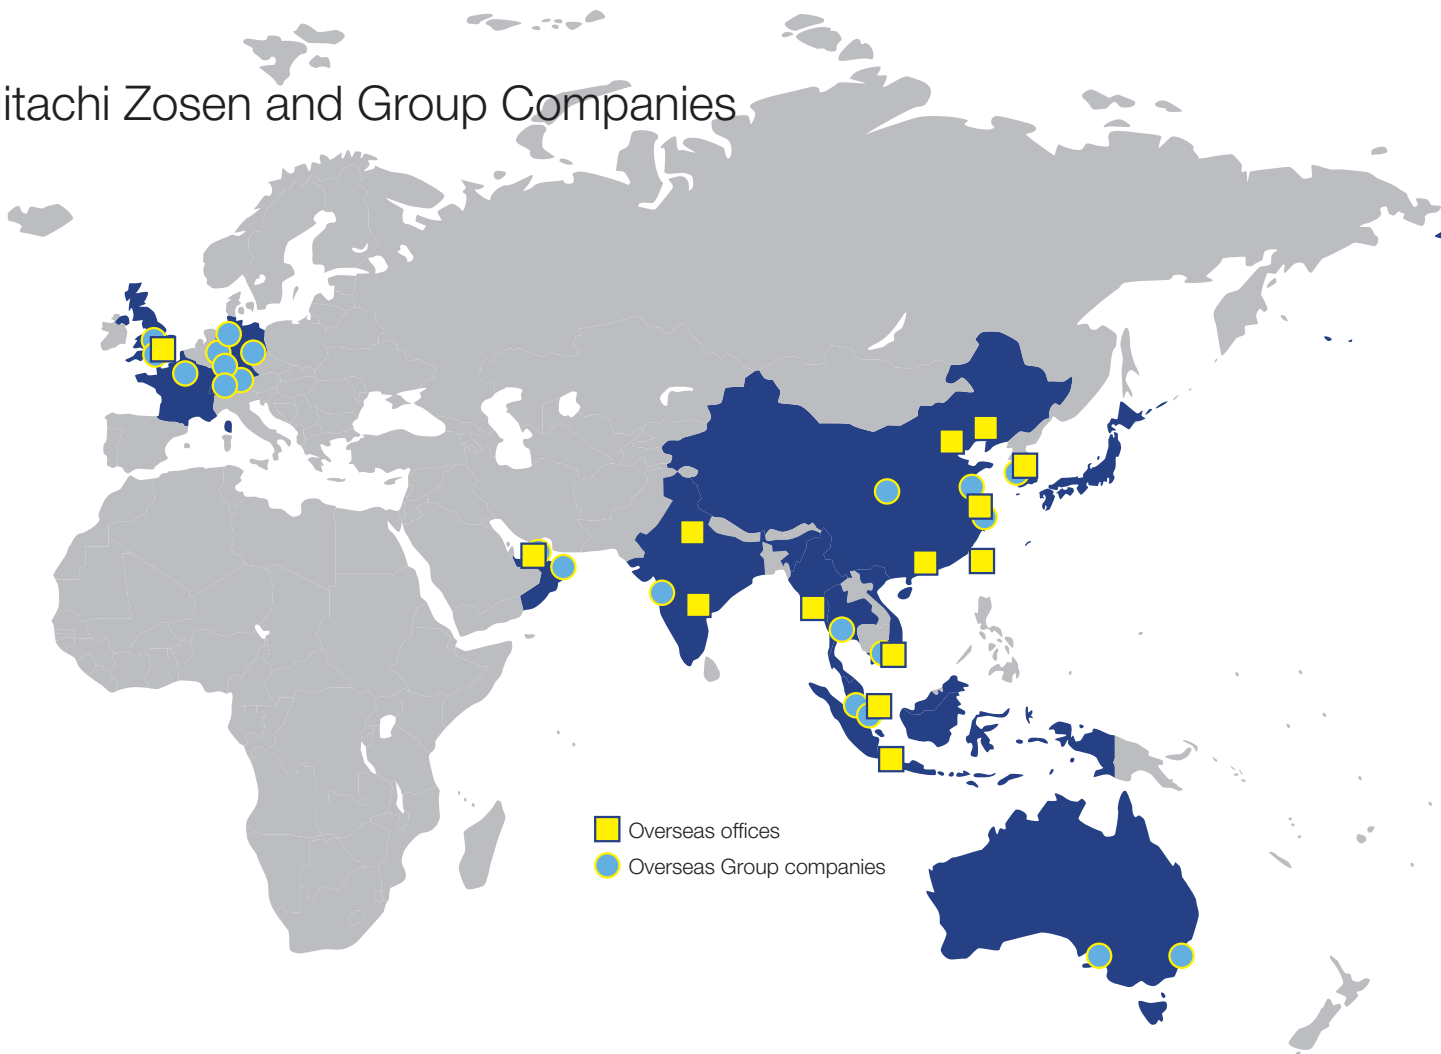 itachi Zosen and Group Companies
Overseas offices
Overseas Group companies